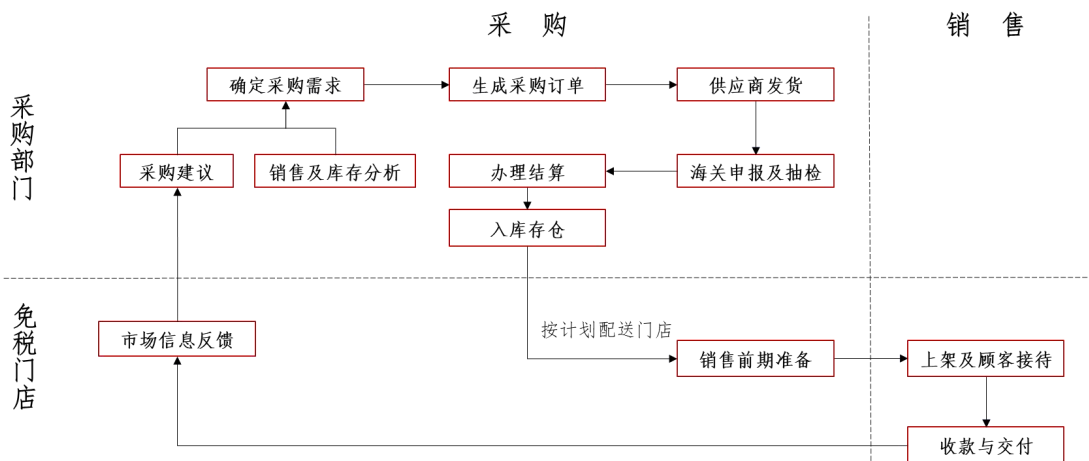 采 购
销 售
采购部门
确定采购需求
生成采购订单
供应商发货
采购建议
销售及库存分析
办理结算
海关申报及抽检
入库存仓
免税门店
市场信息反馈
按计划配送门店
销售前期准备
上架及顾客接待
收款与交付